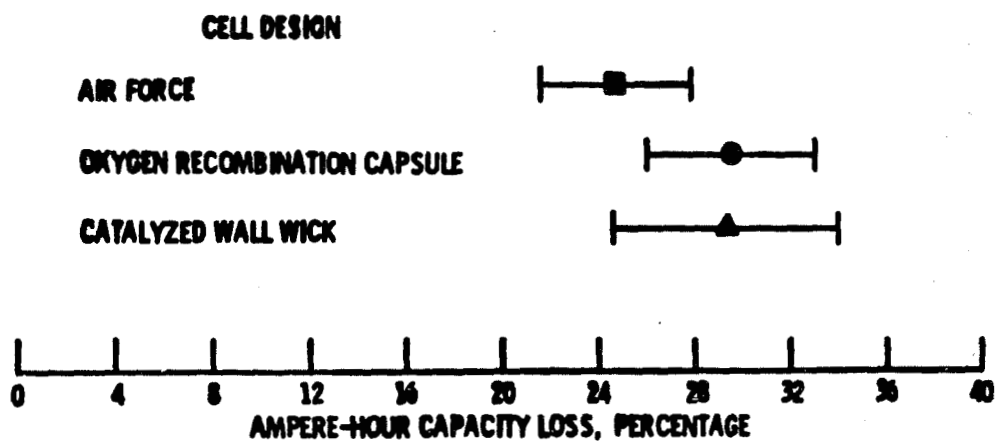 CELL DESIGN
AIR FORCE
OXYGEN RECOMBINATION CAPSULE
CATALYZED WALL WICK
0 4 8 12 16 20 24 28 32 36 40
AMPERE-HOUR CAPACITY LOSS, PERCENTAGE